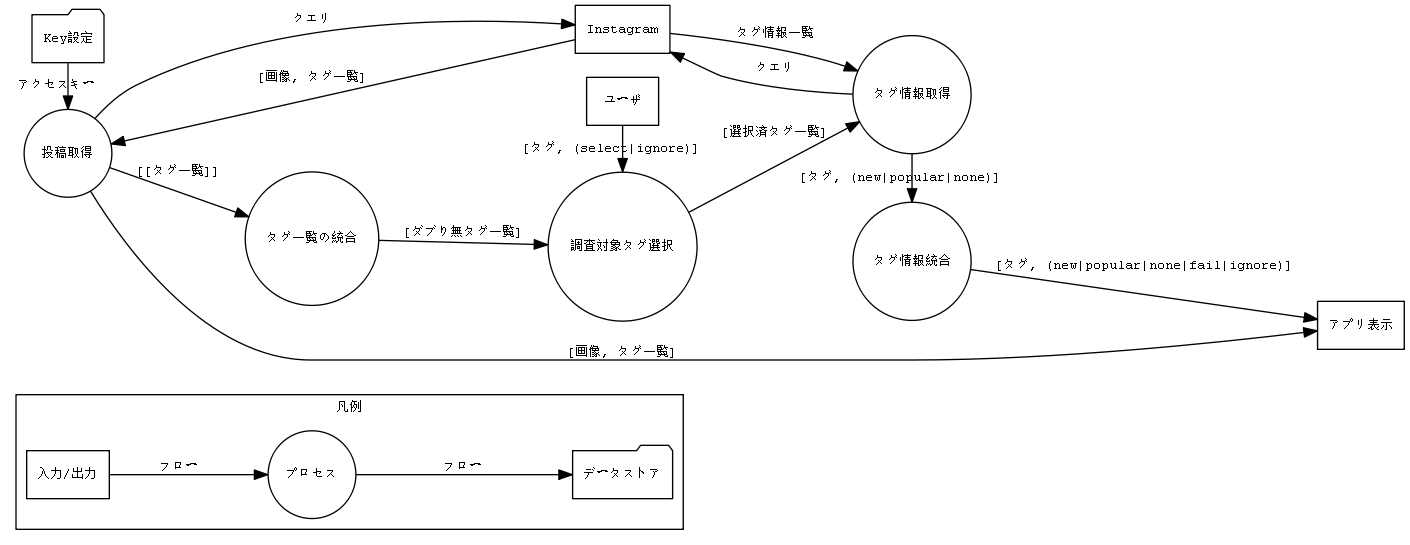 Key設定
クエリ
Instagram
タグ情報一覧
アクセスキー
[画像, タグ一覧]
クエリ
ユーザ
タグ情報取得
投稿取得
[タグ, (select|ignore)]
[選択済タグ一覧]
[[タグ一覧]]
[タグ, (new|popular|none)]
タグ一覧の統合
[ダブり無タグ一覧]
調査対象タグ選択
タグ情報統合
[タグ, (new|popular|none|fail|ignore)]
アプリ表示
[画像, タグ一覧]
凡例
入力/出力
フロー
プロセス
フロー
データストア